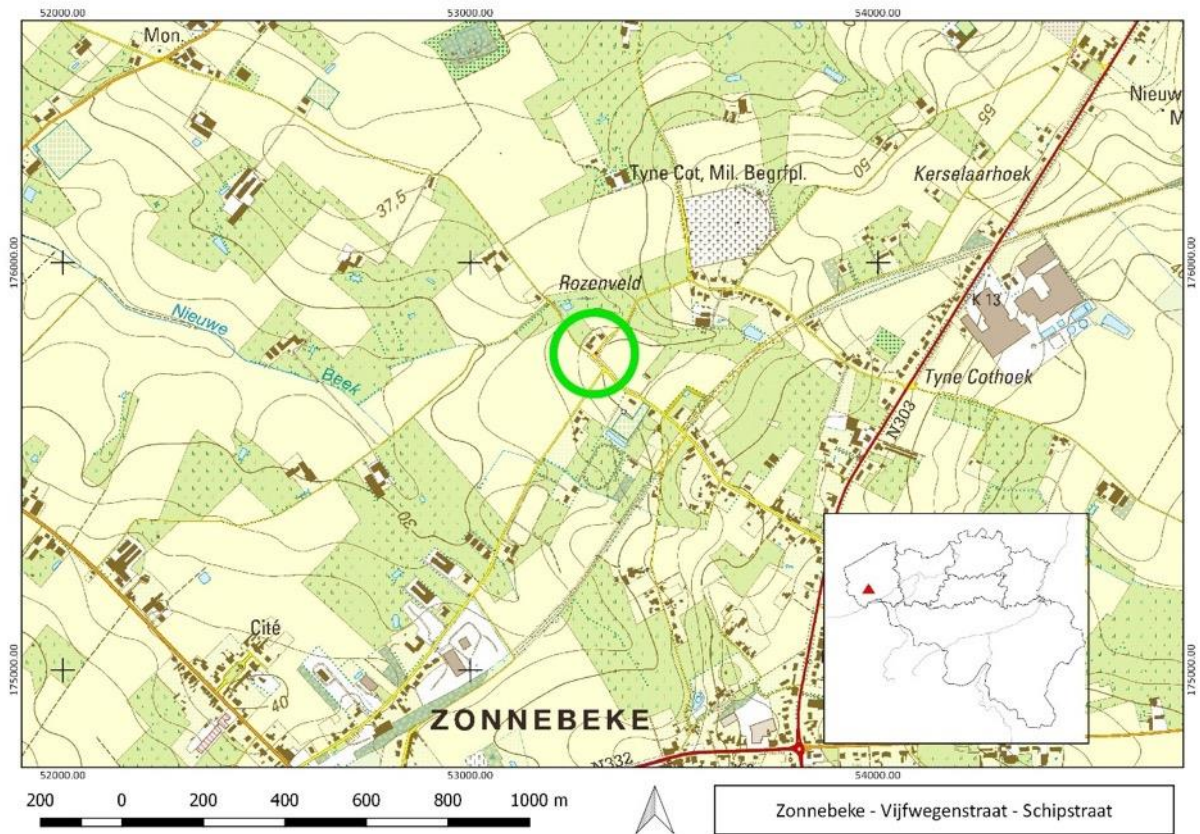 52000.00 53000.00 54000.00
Mon.
55
Nieuw
M
50
Tyne Cot, Mil. Begrfpl.
Kerselaarhoek
37,5
176000.00 176000.00
Rozenveld
K 13
Nieuwe
Beek
Tyne Cothoek
N303
30
Cité
175000.00 175000.00
40
ZONNEBEKE
N332
52000.00 53000.00 54000.00
200 0 200 400 600 800 1000 m
Zonnebeke - Vijfwegenstraat - Schipstraat